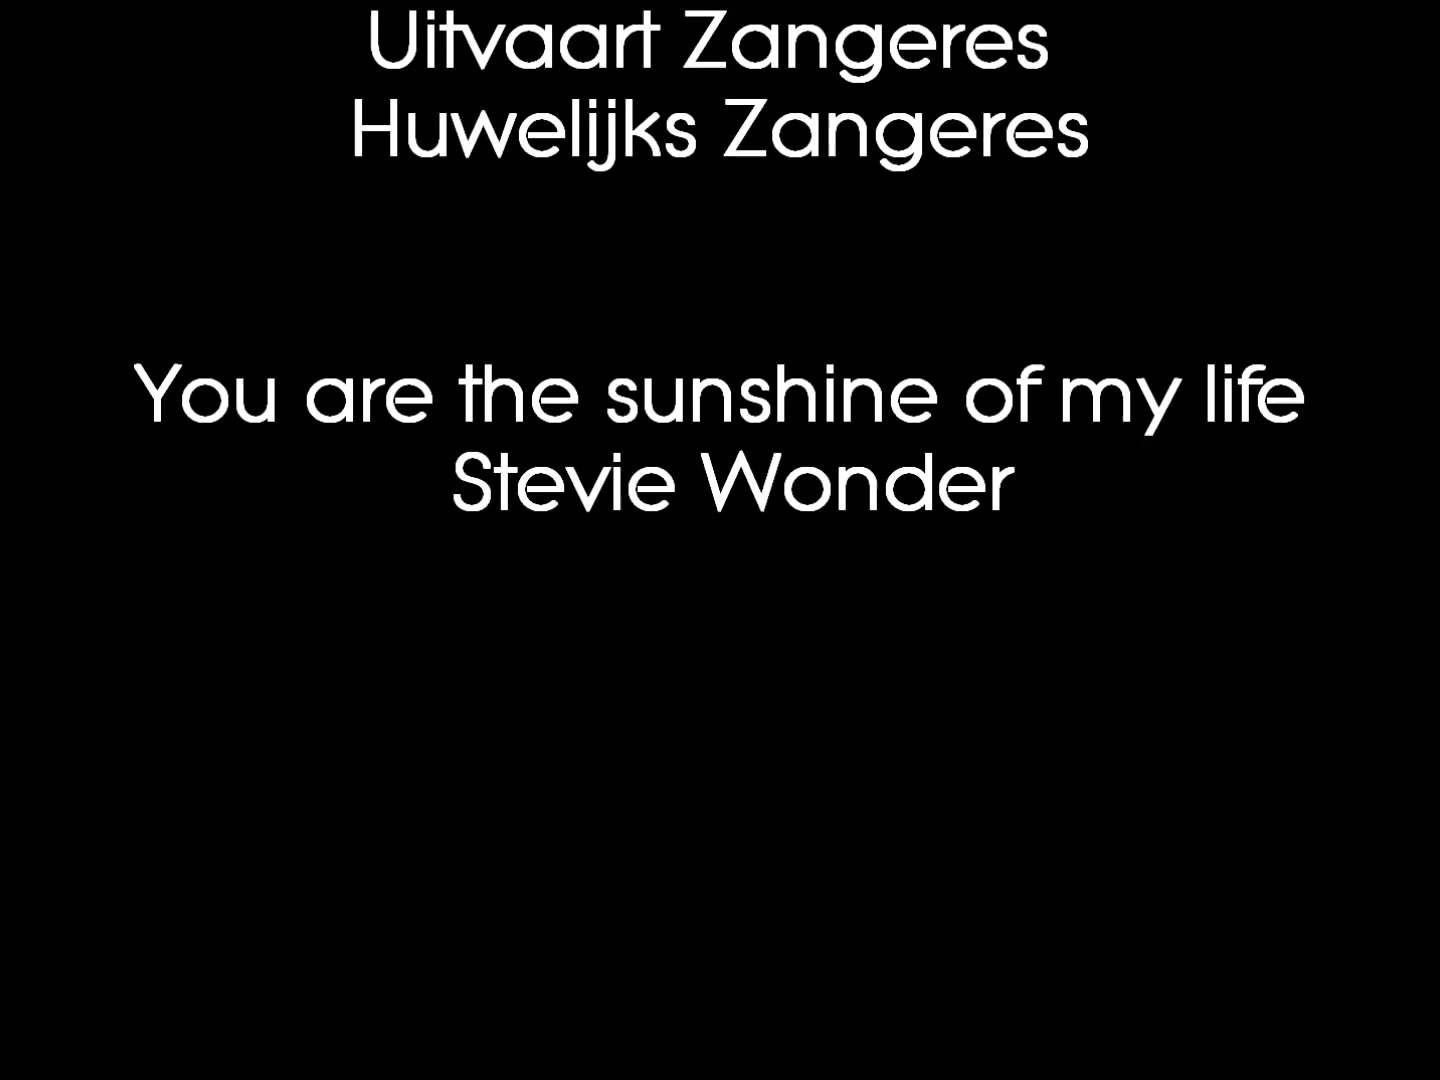 Uitvaart Zangeres
Huwelijks Zangeres
You are the sunshine of my life
Stevie Wonder